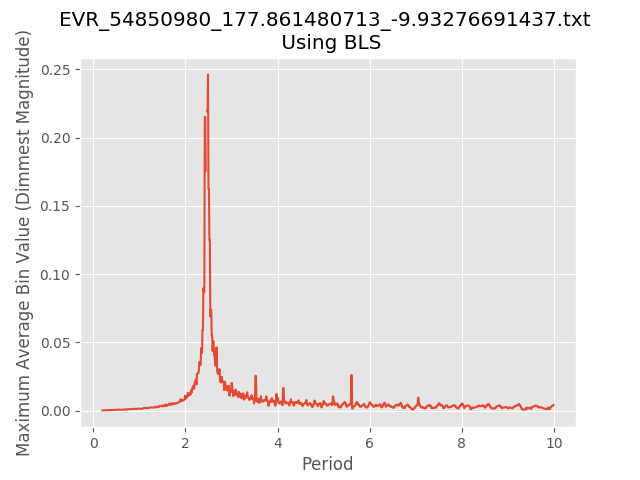 EVR_54850980_177.861480713_-9.93276691437.txt
Using BLS
Maximum Average Bin Value (Dimmest Magnitude)
0.25
0.20
0.15
0.10
0.05
0.00
0 2 4 6 8 10
Period